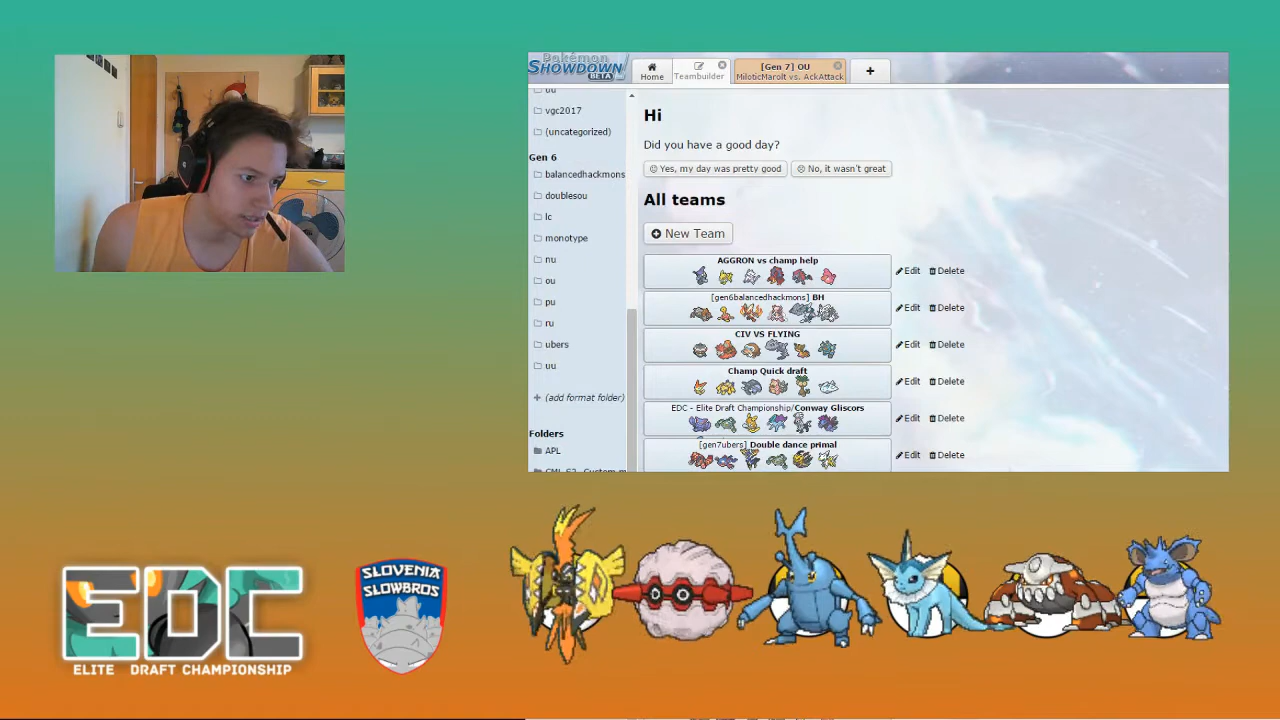 Pokémon
SHOWDOWN
BETA
Home
Teambuilder
[Gen 7] OU
MiloticMarolt vs. AckAttack
ou
vgc2017
(uncategorized)
Gen 6
balancedhackmons
doublesou
lc
monotype
nu
ou
pu
ru
ubers
uu
(add format folder)
Folders
APL
Hi
Did you have a good day?
Yes, my day was pretty good
No, it wasn't great
All teams
New Team
AGGRON vs champ help
Edit Delete
[gen6balancedhackmons] BH
Edit Delete
CIV VS FLYING
Edit Delete
Champ Quick draft
Edit Delete
EDC - Elite Draft Championship/Conway Gliscors
Edit Delete
[gen7ubers] Double dance primal
Edit Delete
EDC
ELITE DRAFT CHAMPIONSHIP
SLOVENIA
SLOWBROS